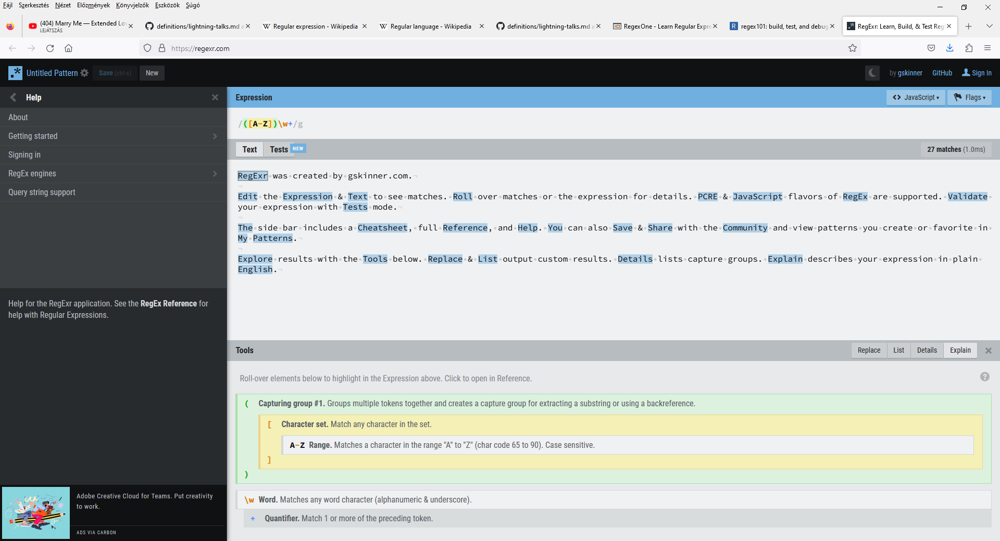 Fájl Szerkesztés Nézet Előzmények Könyvjelzők Eszközök Súgó
(404) Marry Me — Extended Lo
LEJÁTSZÁS
definitions/lightning-talks.md a
Regular expression - Wikipedia
Regular language - Wikipedia
definitions/lightning-talks.md a
RegexOne - Learn Regular Expre
regex101: build, test, and debug
RegExr: Learn, Build, & Test Reg
https://regexr.com
Untitled Pattern Save (ctrl-s) New
by gskinner GitHub Sign In
Help
About
Getting started
Signing in
RegEx engines
Query string support
Help for the RegExr application. See the RegEx Reference for
help with Regular Expressions.
Adobe Creative Cloud for Teams. Put creativity
to work.
ADS VIA CARBON
Expression
<> JavaScript ▾ Flags ▾
/([A-Z])\w+/g
Text Tests NEW
27 matches (1.0ms)
RegExr was created by gskinner.com.
Edit the Expression & Text to see matches. Roll over matches or the expression for details. PCRE & JavaScript flavors of RegEx are supported. Validate
your expression with Tests mode.
The side bar includes a Cheatsheet, full Reference, and Help. You can also Save & Share with the Community and view patterns you create or favorite in
My Patterns.
Explore results with the Tools below. Replace & List output custom results. Details lists capture groups. Explain describes your expression in plain
English.
Tools
Replace List Details Explain
Roll-over elements below to highlight in the Expression above. Click to open in Reference.
?
( Capturing group #1. Groups multiple tokens together and creates a capture group for extracting a substring or using a backreference.
[ Character set. Match any character in the set.
A-Z Range. Matches a character in the range "A" to "Z" (char code 65 to 90). Case sensitive.
]
)
\w Word. Matches any word character (alphanumeric & underscore).
+ Quantifier. Match 1 or more of the preceding token.